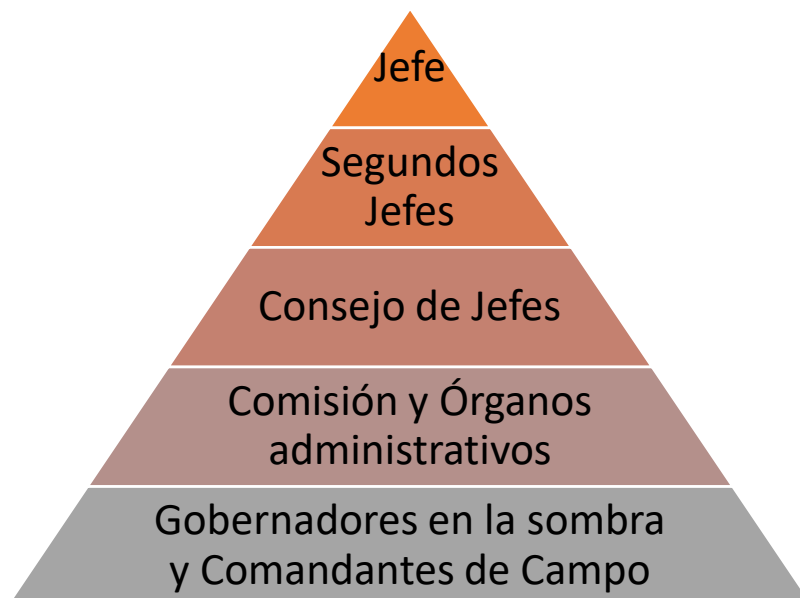 Jefe
Segundos
Jefes
Consejo de Jefes
Comisión y Órganos
administrativos
Gobernadores en la sombra
y Comandantes de Campo